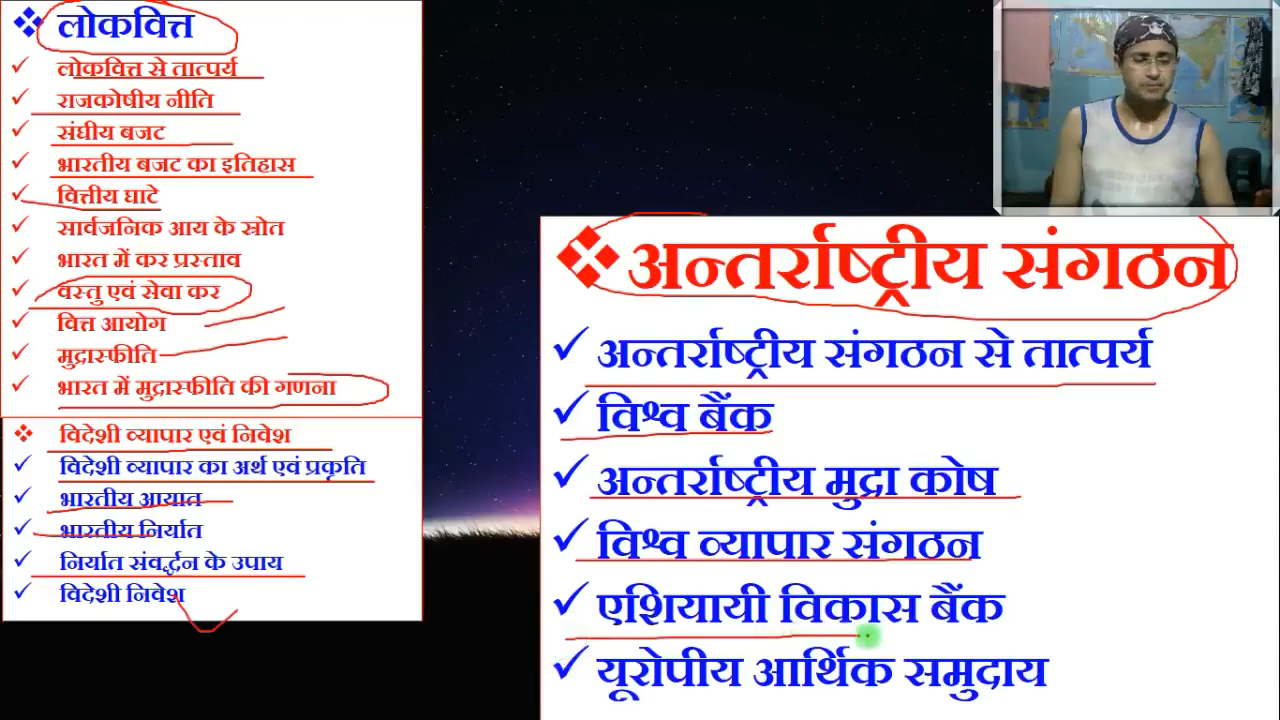 ❖ लोकवित्त
✓ लोकवित्त से तात्पर्य
✓ राजकोषीय नीति
✓ संघीय बजट
✓ भारतीय बजट का इतिहास
✓ वित्तीय घाटे
✓ सार्वजनिक आय के स्रोत
✓ भारत में कर प्रस्ताव
✓ वस्तु एवं सेवा कर
✓ वित्त आयोग
✓ मुद्रास्फीति
✓ भारत में मुद्रास्फीति की गणना
❖ विदेशी व्यापार एवं निवेश
✓ विदेशी व्यापार का अर्थ एवं प्रकृति
✓ भारतीय आयात
✓ भारतीय निर्यात
✓ निर्यात संवर्द्धन के उपाय
✓ विदेशी निवेश
❖ अन्तर्राष्ट्रीय संगठन
✓ अन्तर्राष्ट्रीय संगठन से तात्पर्य
✓ विश्व बैंक
✓ अन्तर्राष्ट्रीय मुद्रा कोष
✓ विश्व व्यापार संगठन
✓ एशियायी विकास बैंक
✓ यूरोपीय आर्थिक समुदाय